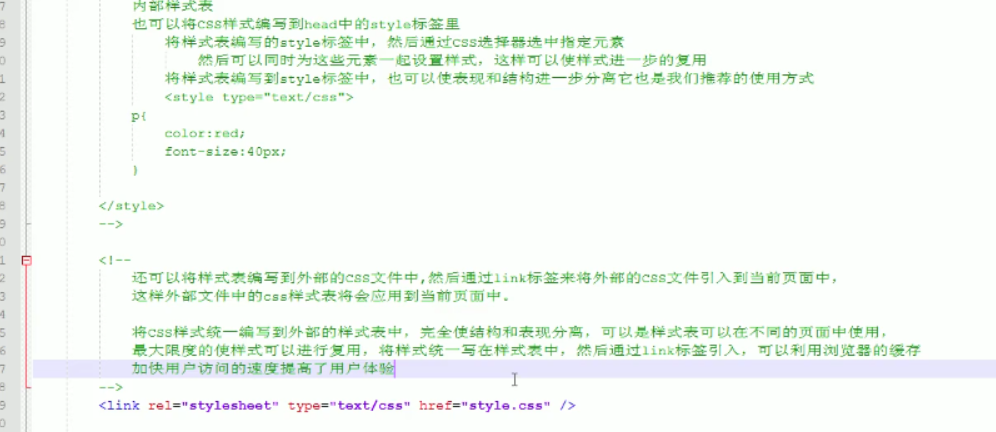 7 内部样式表
8 也可以将CSS样式编写到head中的style标签里
9 将样式表编写的style标签中，然后通过CSS选择器选中指定元素
0 然后可以同时为这些元素一起设置样式，这样可以使样式进一步的复用
1 将样式表编写到style标签中，也可以使表现和结构进一步分离它也是我们推荐的使用方式
2 <style type="text/css">
3 p{
4 color:red;
5 font-size:40px;
6 }
7
8 </style>
9 -->
0
1 <!--
2 还可以将样式表编写到外部的CSS文件中,然后通过link标签来将外部的CSS文件引入到当前页面中，
3 这样外部文件中的css样式表将会应用到当前页面中。
4
5 将CSS样式统一编写到外部的样式表中，完全使结构和表现分离，可以是样式表可以在不同的页面中使用，
6 最大限度的使样式可以进行复用，将样式统一写在样式表中，然后通过link标签引入，可以利用浏览器的缓存
7 加快用户访问的速度提高了用户体验
8 -->
9 <link rel="stylesheet" type="text/css" href="style.css" />
0